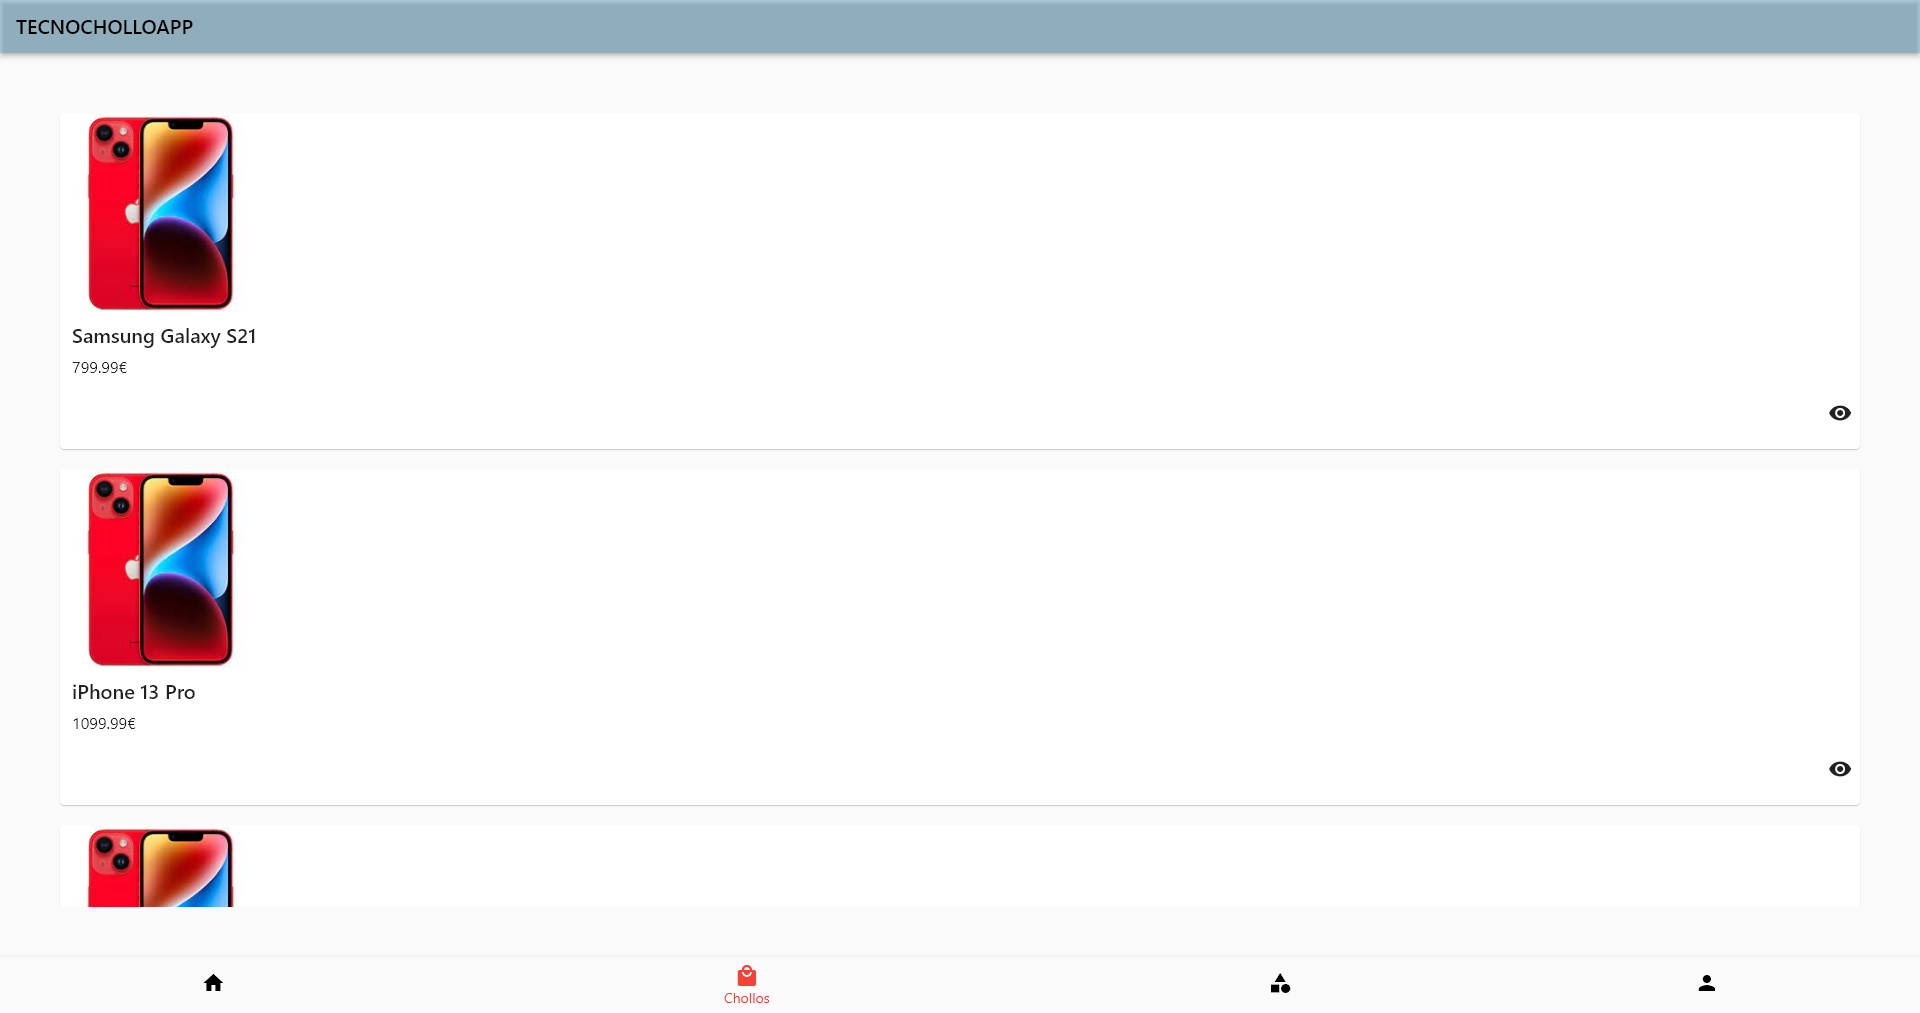 TECNOCHOLLOAPP
Samsung Galaxy S21
799.99€
iPhone 13 Pro
1099.99€
Chollos